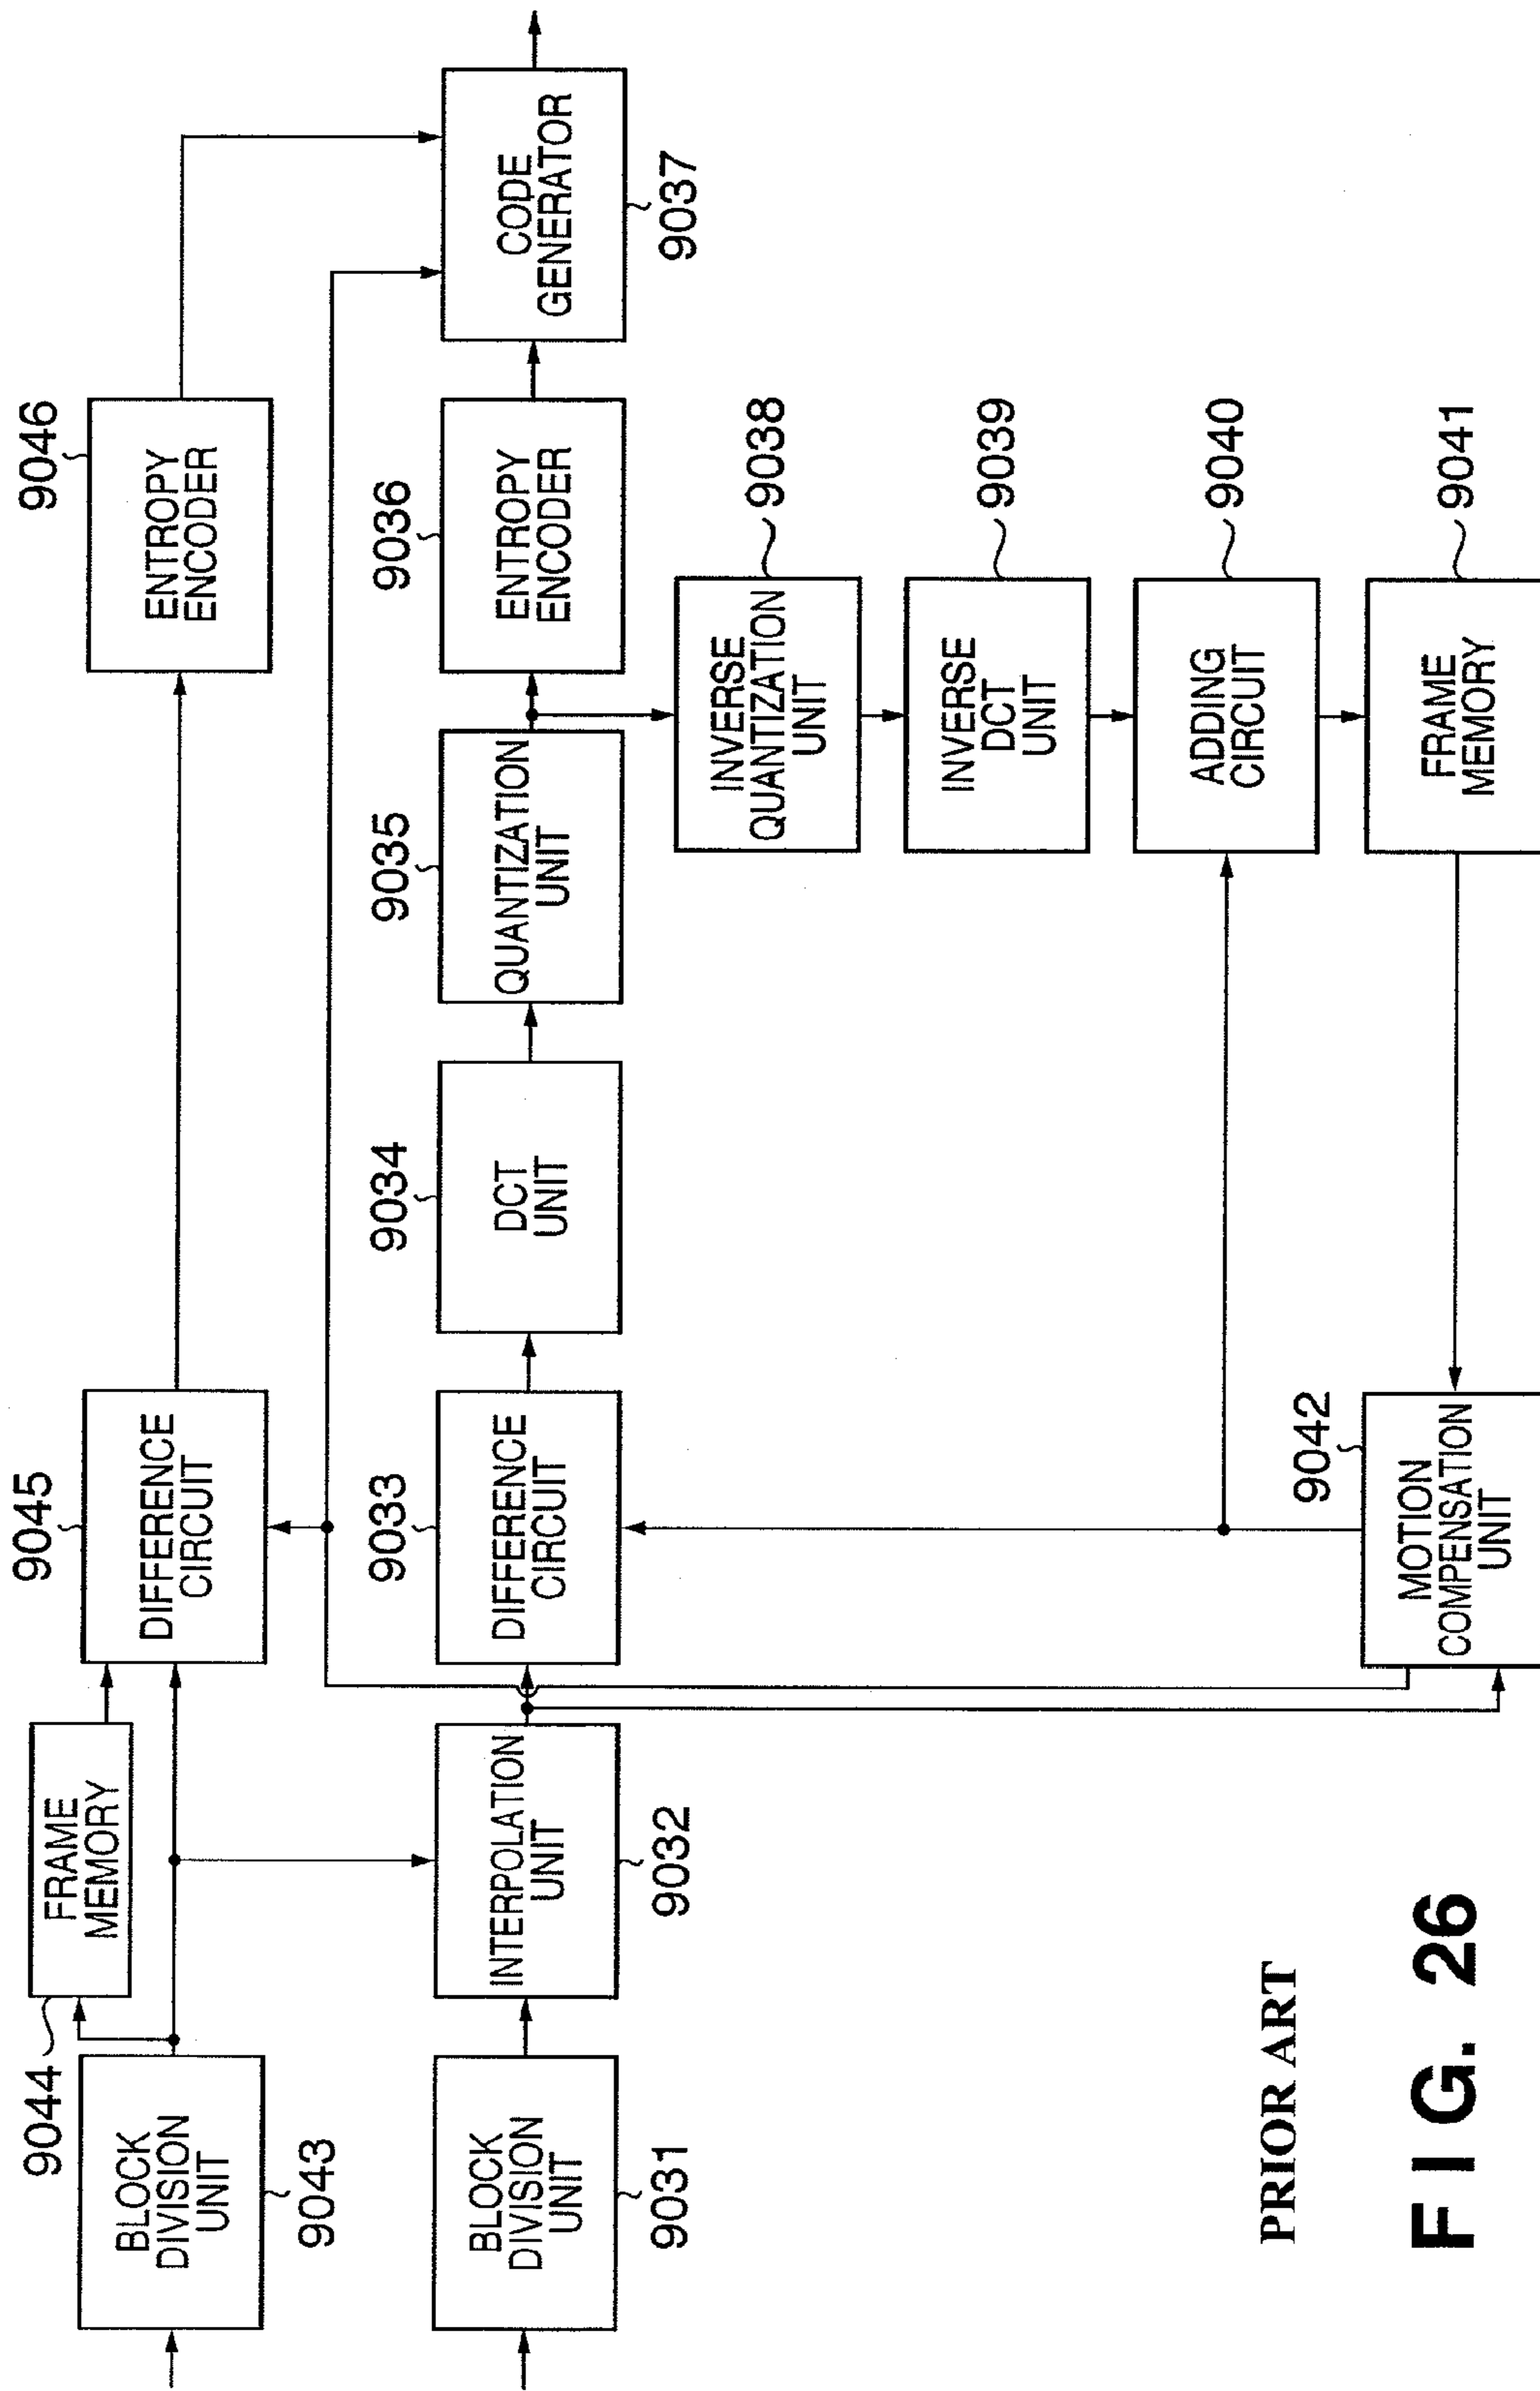 9044
FRAME
MEMORY
9045
9046
BLOCK
DIVISION
UNIT
9043
DIFFERENCE
CIRCUIT
ENTROPY
ENCODER
9033
9034
9035
9036
BLOCK
DIVISION
UNIT
9031
INTERPOLATION
UNIT
9032
DIFFERENCE
CIRCUIT
DCT
UNIT
QUANTIZATION
UNIT
ENTROPY
ENCODER
CODE
GENERATOR
9037
INVERSE
QUANTIZATION
UNIT
9038
INVERSE
DCT
UNIT
9039
ADDING
CIRCUIT
9040
9042
MOTION
COMPENSATION
UNIT
FRAME
MEMORY
9041
PRIOR ART
FIG. 26